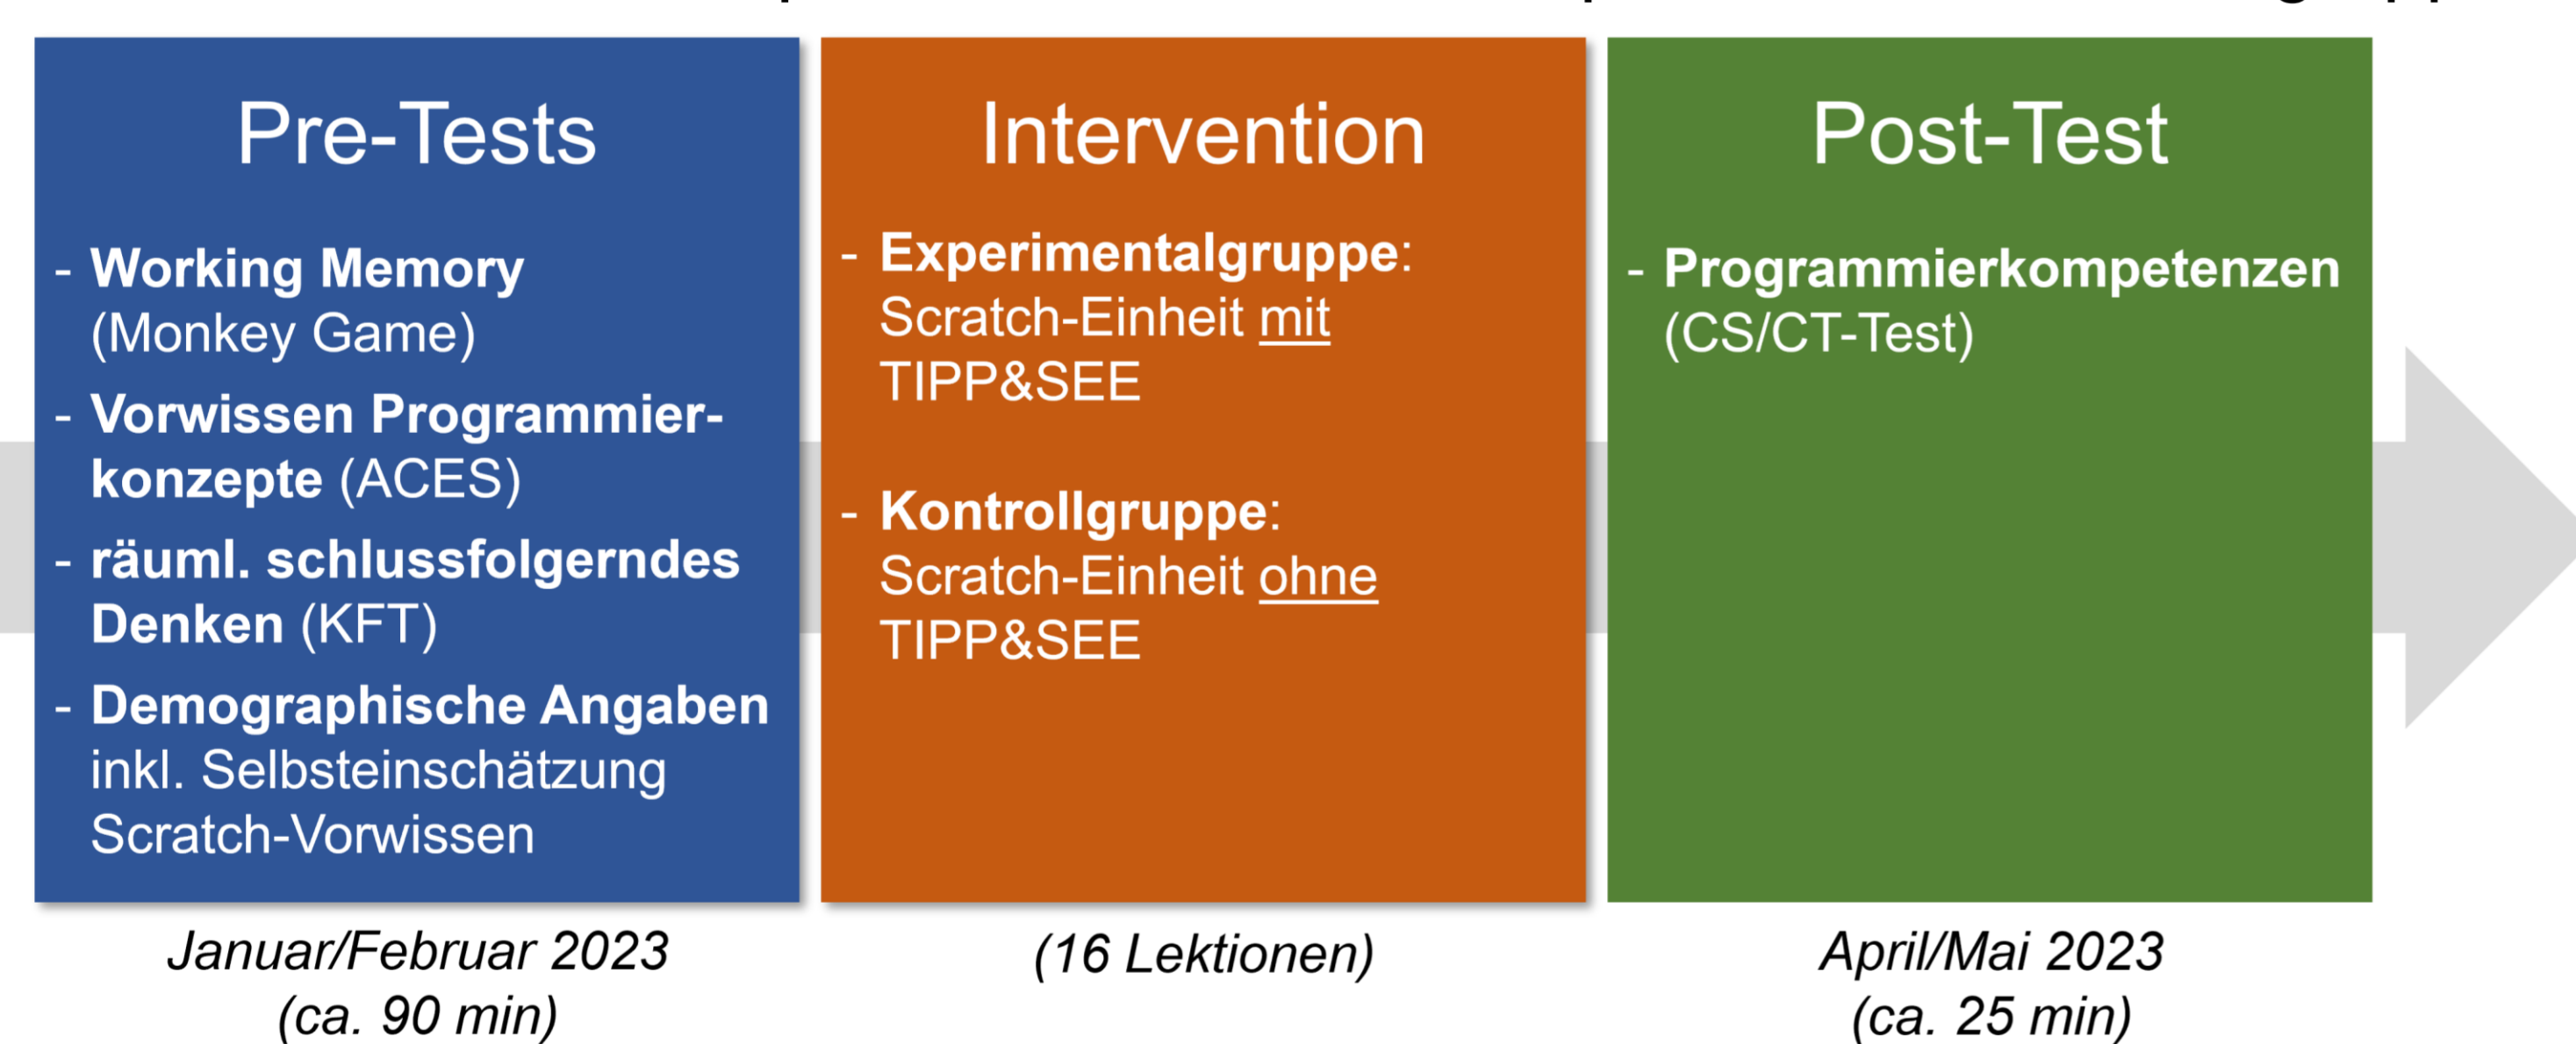 Pre-Tests
- Working Memory
(Monkey Game)
- Vorwissen Programmier-
konzepte (ACES)
- räuml. schlussfolgerndes
Denken (KFT)
- Demographische Angaben
inkl. Selbsteinschätzung
Scratch-Vorwissen
Januar/Februar 2023
(ca. 90 min)
Intervention
- Experimentalgruppe:
Scratch-Einheit mit
TIPP&SEE
- Kontrollgruppe:
Scratch-Einheit ohne
TIPP&SEE
(16 Lektionen)
Post-Test
- Programmierkompetenzen
(CS/CT-Test)
April/Mai 2023
(ca. 25 min)